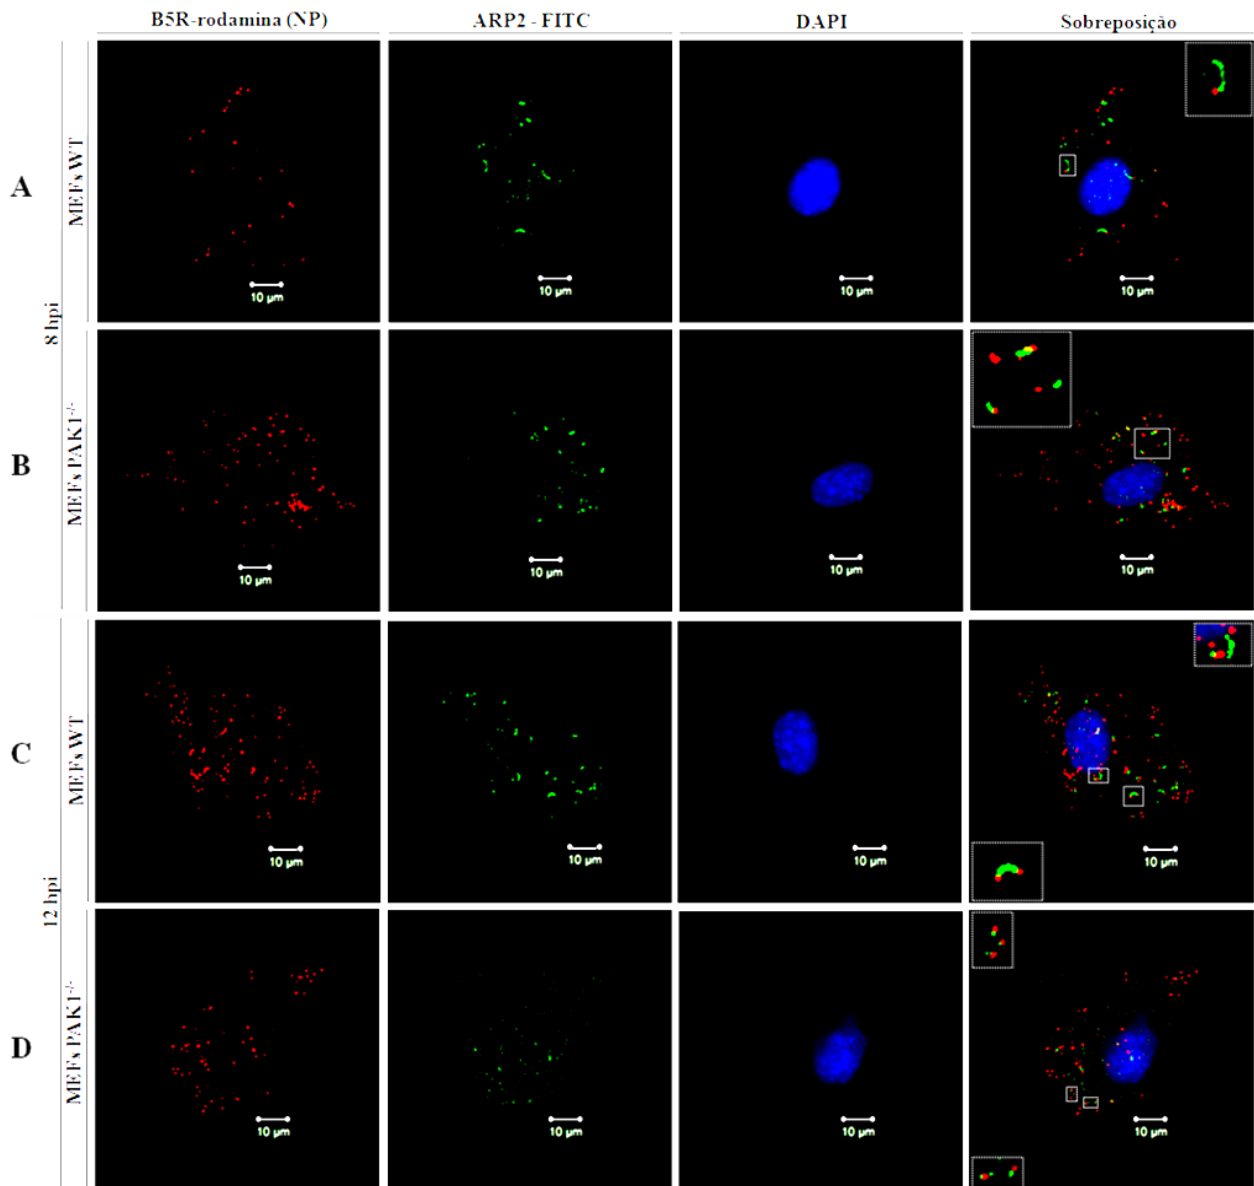 B5R-rodamina (NP) ARP2 - FITC DAPI Sobreposição
8 hpi
A
MEFs WT
10 µm 10 µm 10 µm 10 µm
B
MEFs PAK1-/-
10 µm 10 µm 10 µm 10 µm
12 hpi
C
MEFs WT
10 µm 10 µm 10 µm 10 µm
D
MEFs PAK1-/-
10 µm 10 µm 10 µm 10 µm